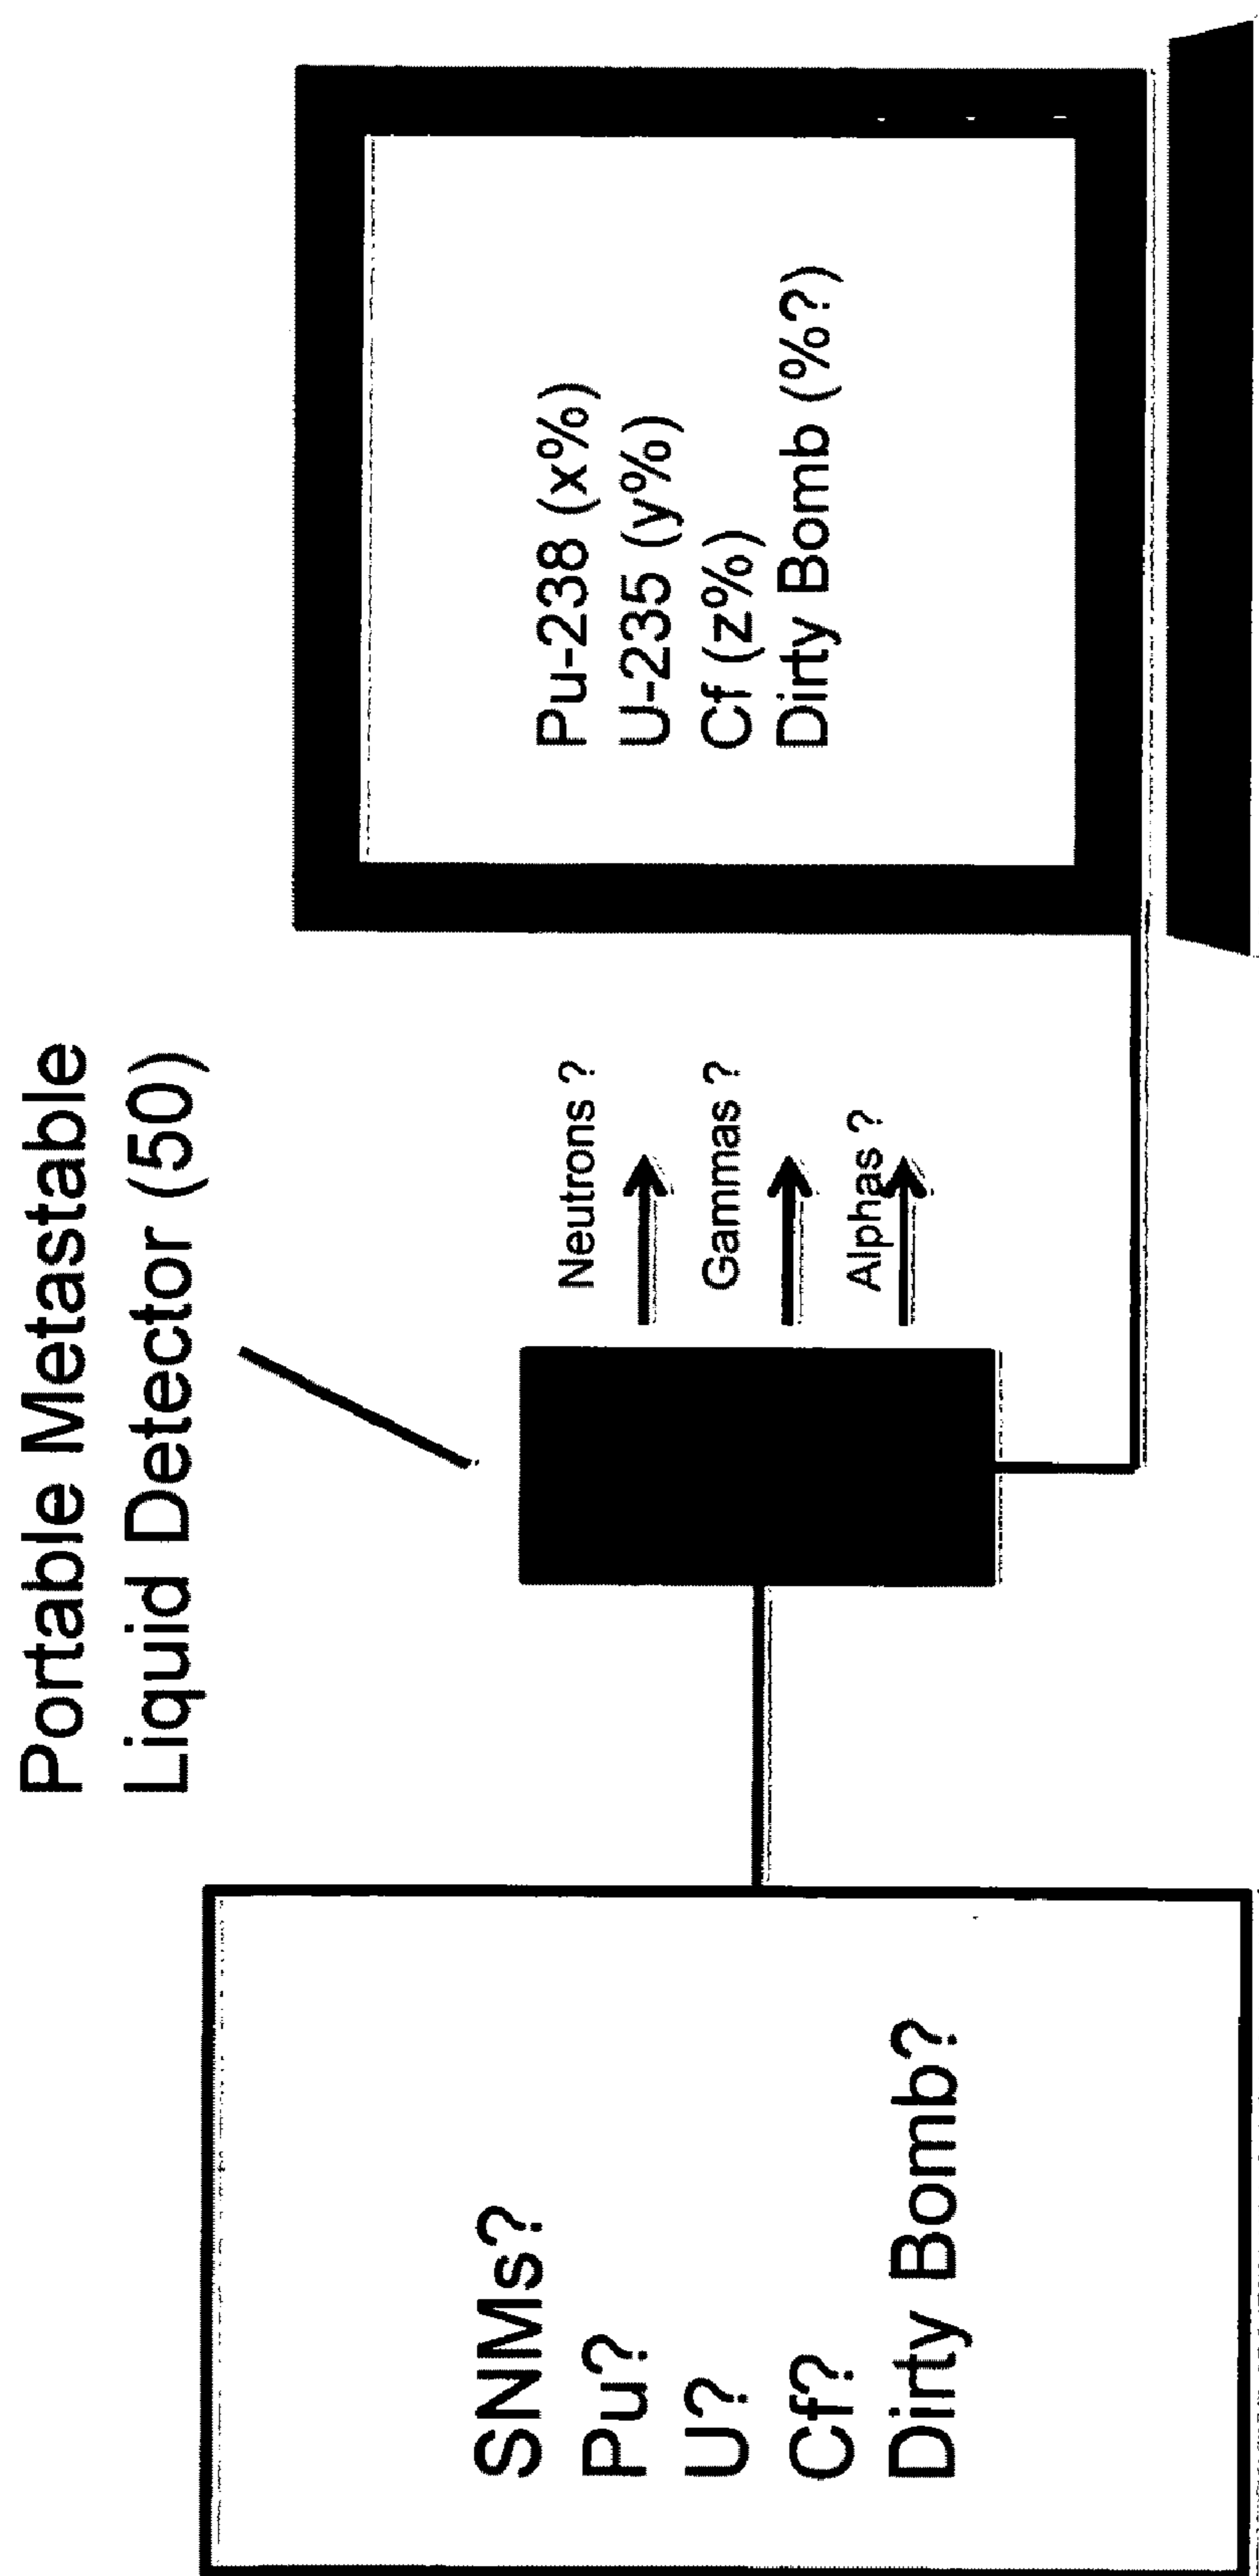 Portable Metastable
Liquid Detector (50)
SNMs?
Pu?
U?
Cf?
Dirty Bomb?
Neutrons ?
Gammas ?
Alphas ?
Pu-238 (x%)
U-235 (y%)
Cf (z%)
Dirty Bomb (%?)